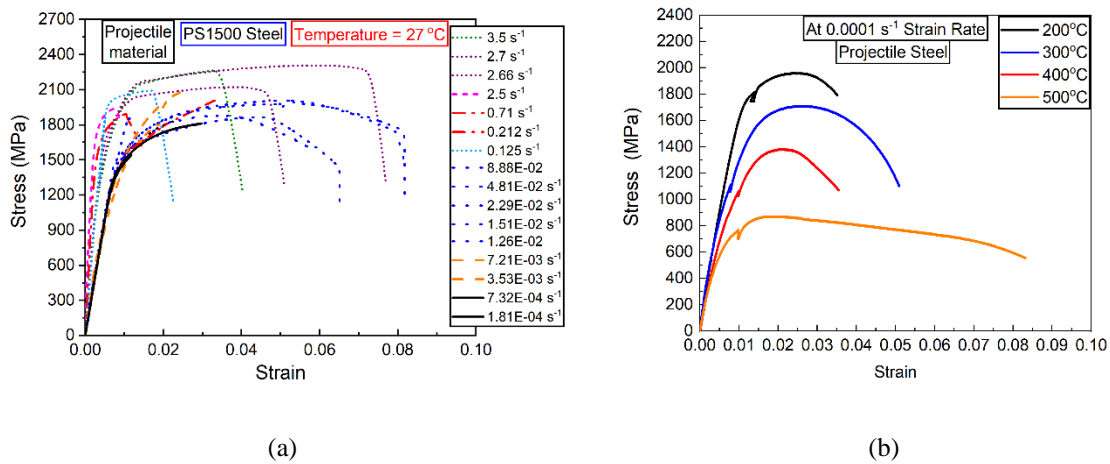 2700
2400
2100
1800
1500
1200
900
600
300
0
Stress (MPa)
Projectile
material
PS1500 Steel
Temperature = 27 °C
3.5 s⁻¹
2.7 s⁻¹
2.66 s⁻¹
2.5 s⁻¹
0.71 s⁻¹
0.212 s⁻¹
0.125 s⁻¹
8.88E-02
4.81E-02 s⁻¹
2.29E-02 s⁻¹
1.51E-02 s⁻¹
1.26E-02
7.21E-03 s⁻¹
3.53E-03 s⁻¹
7.32E-04 s⁻¹
1.81E-04 s⁻¹
0.00 0.02 0.04 0.06 0.08 0.10
Strain
(a)
2400
2200
2000
1800
1600
1400
1200
1000
800
600
400
200
0
Stress (MPa)
At 0.0001 s⁻¹ Strain Rate
Projectile Steel
200°C
300°C
400°C
500°C
0.00 0.01 0.02 0.03 0.04 0.05 0.06 0.07 0.08 0.09 0.10
Strain
(b)